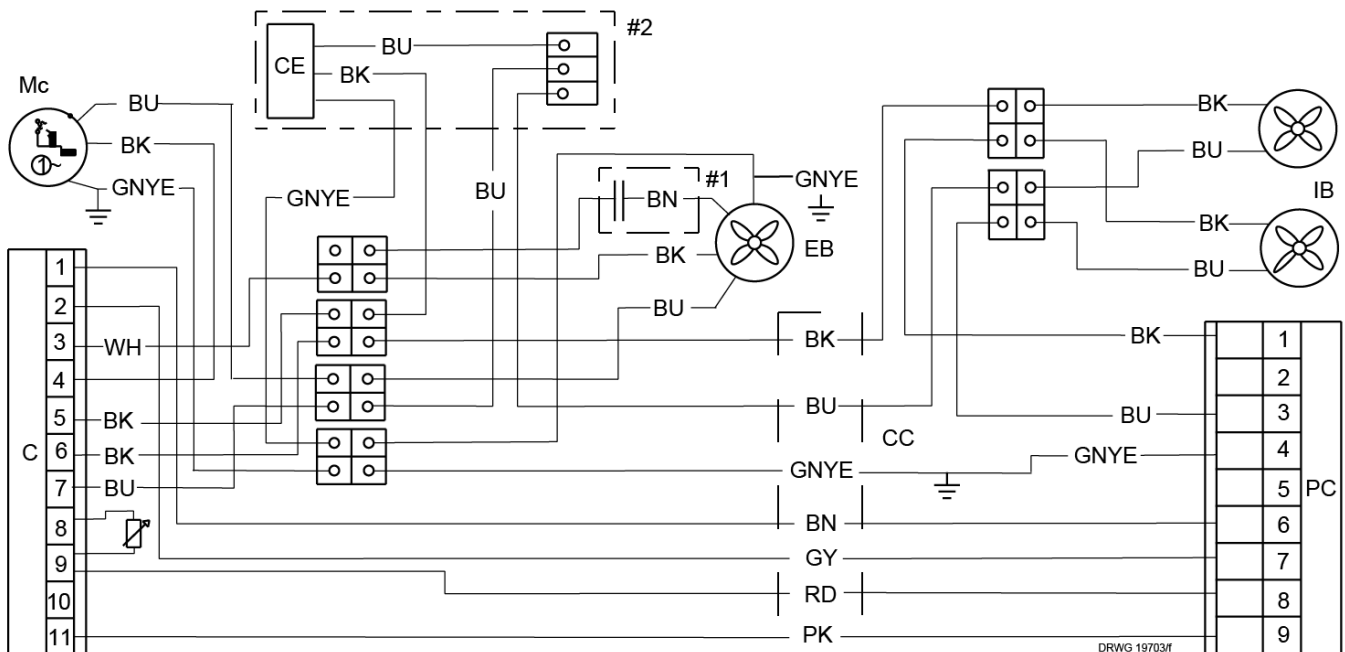 #2
BU
CE
BK
Mc
BU
BK
1~
GNYE
GNYE
BU
#1
BN
GNYE
BK
EB
BU
BK
BU
IB
BK
BU
C
1
2
3
WH
4
5
BK
6
BK
7
BU
8
9
10
11
BK
BU
CC
GNYE
BN
GY
RD
PK
BK
BU
GNYE
1
2
3
4
5
PC
6
7
8
9
DRWG 19703/f